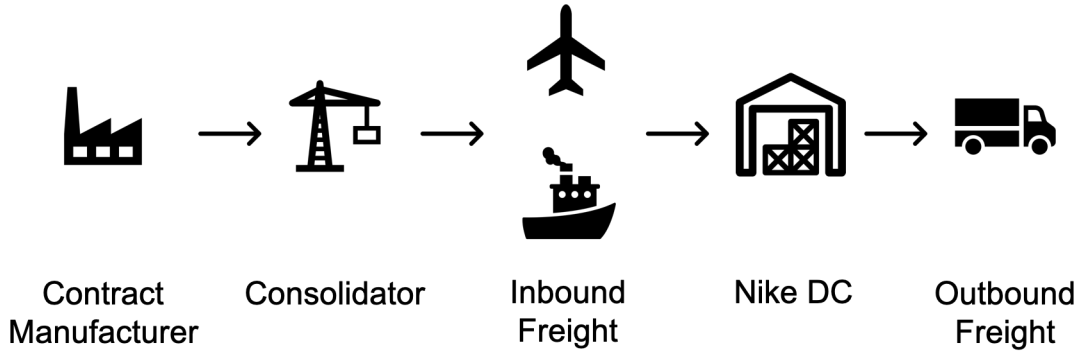 Contract
Manufacturer
Consolidator
Inbound
Freight
Nike DC
Outbound
Freight